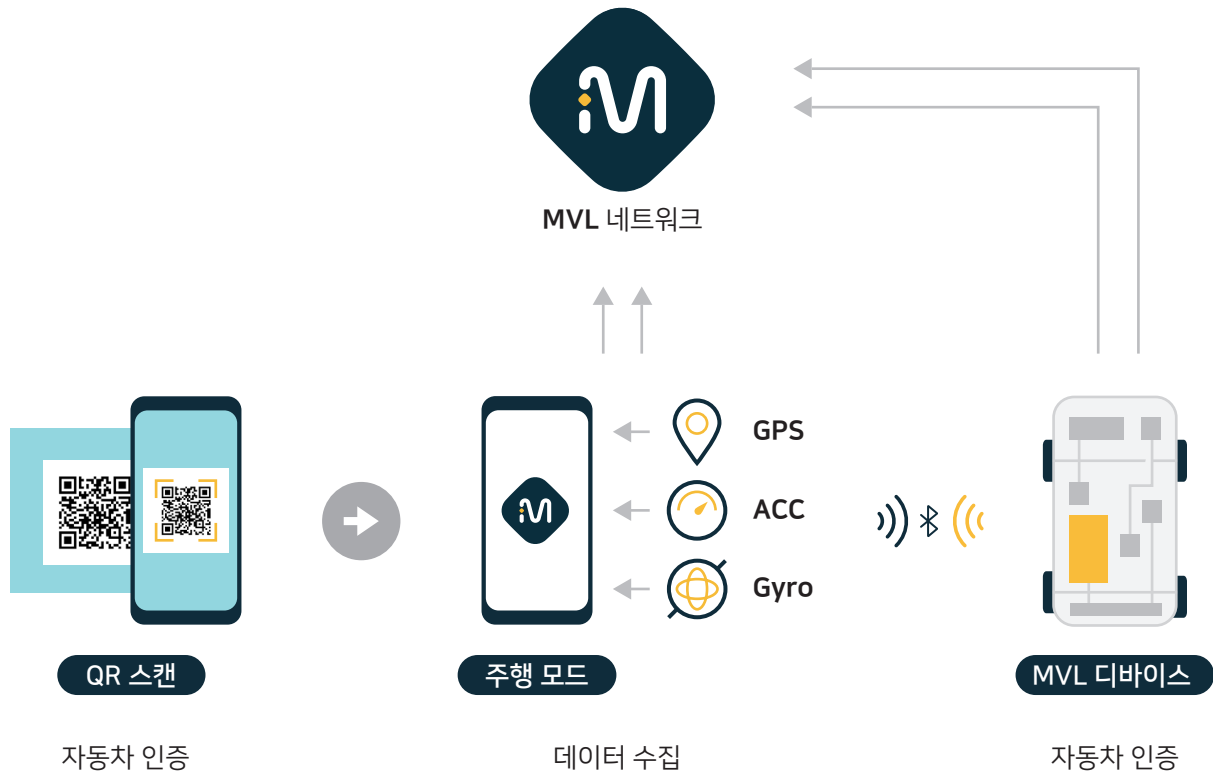 MVL 네트워크
GPS
ACC
Gyro
QR 스캔
주행 모드
MVL 디바이스
자동차 인증
데이터 수집
자동차 인증